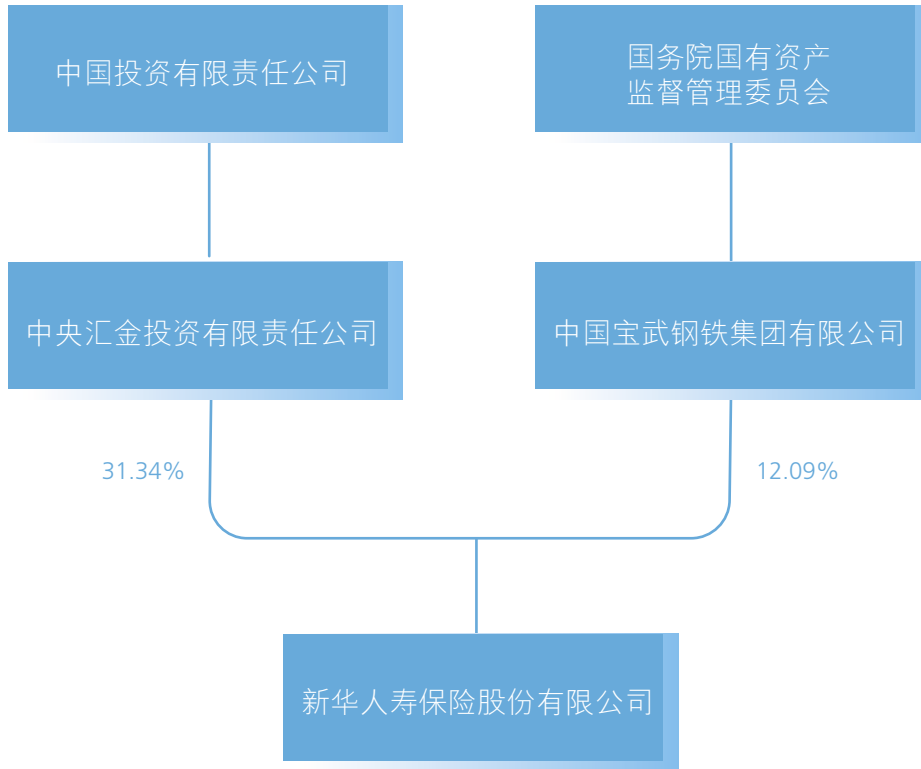 中国投资有限责任公司
国务院国有资产
监督管理委员会
中央汇金投资有限责任公司
中国宝武钢铁集团有限公司
31.34%
12.09%
新华人寿保险股份有限公司